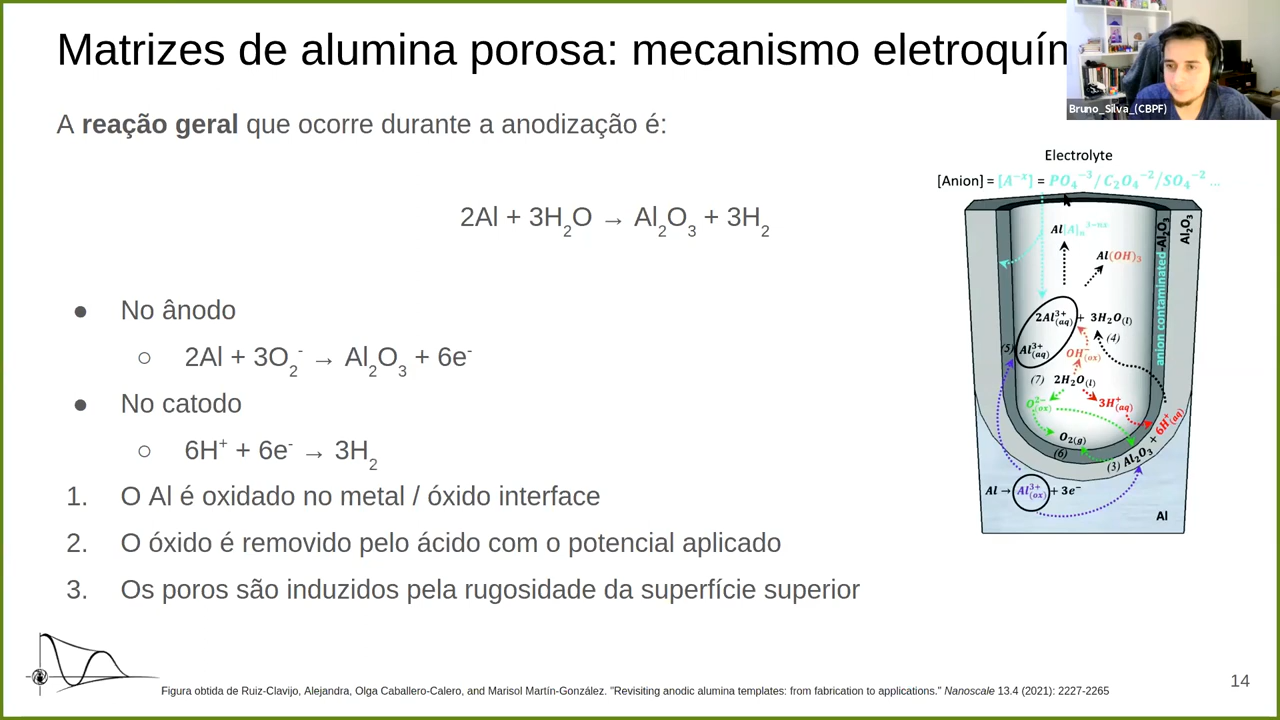 Matrizes de alumina porosa: mecanismo eletroquím
Bruno_Silva_(CBPF)
A reação geral que ocorre durante a anodização é:
2Al + 3H₂O → Al₂O₃ + 3H₂
● No ânodo
○ 2Al + 3O₂⁻ → Al₂O₃ + 6e⁻
● No catodo
○ 6H⁺ + 6e⁻ → 3H₂
1. O Al é oxidado no metal / óxido interface
2. O óxido é removido pelo ácido com o potencial aplicado
3. Os poros são induzidos pela rugosidade da superfície superior
Electrolyte
[Anion] = [A⁻ˣ] = PO₄⁻³/C₂O₄⁻²/SO₄⁻² ...
Al[A]ₙ³⁻ⁿˣ
Al(OH)₃
anion contaminated-Al₂O₃
Al₂O₃
2Al³⁺(aq) + 3H₂O(l)
(5) Al³⁺(aq)
OH⁻(ox)
(4)
(7) 2H₂O(l)
O²⁻(ox)
3H⁺(aq)
O₂(g)
(6)
(3) Al₂O₃ + 6H⁺(aq)
Al → Al³⁺(ox) + 3e⁻
Al
Figura obtida de Ruiz-Clavijo, Alejandra, Olga Caballero-Calero, and Marisol Martín-González. "Revisiting anodic alumina templates: from fabrication to applications." Nanoscale 13.4 (2021): 2227-2265
14